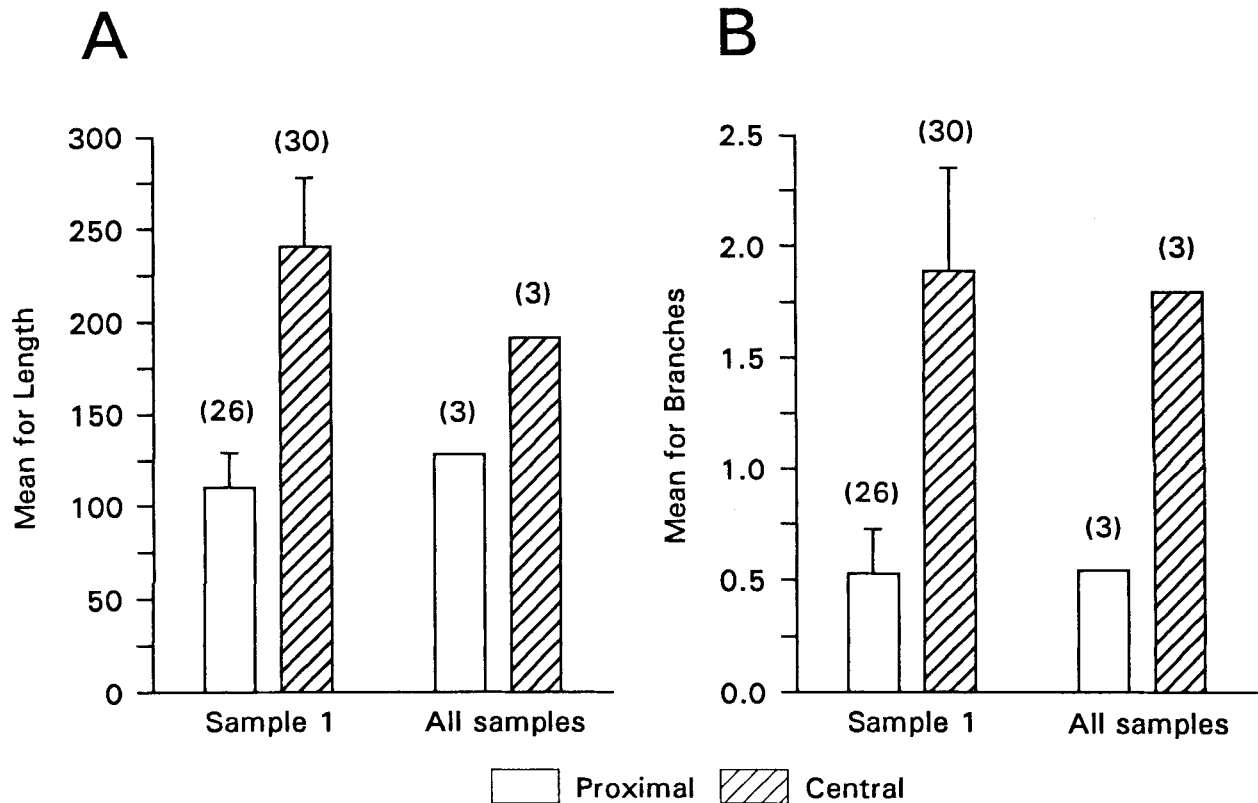 A
Mean for Length
300
250
200
150
100
50
0
(26)
(30)
(3)
(3)
Sample 1
All samples
B
Mean for Branches
2.5
2.0
1.5
1.0
0.5
0.0
(26)
(30)
(3)
(3)
Sample 1
All samples
Proximal
Central